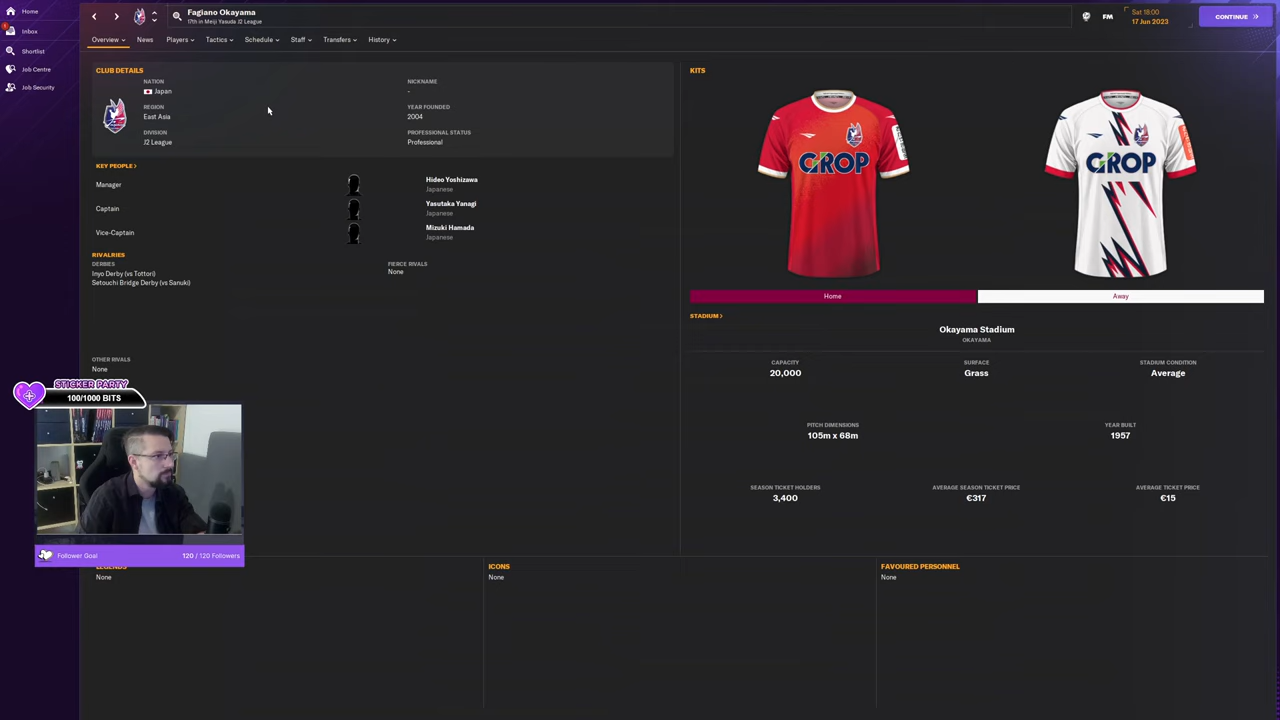 Home
Inbox
Shortlist
Job Centre
Job Security
Fagiano Okayama
17th in Meiji Yasuda J2 League
FM
Sat 18:00
17 Jun 2023
CONTINUE
Overview
News
Players
Tactics
Schedule
Staff
Transfers
History
CLUB DETAILS
NATION
Japan
REGION
East Asia
DIVISION
J2 League
NICKNAME
-
YEAR FOUNDED
2004
PROFESSIONAL STATUS
Professional
KEY PEOPLE >
Manager
Hideo Yoshizawa
Japanese
Captain
Yasutaka Yanagi
Japanese
Vice-Captain
Mizuki Hamada
Japanese
RIVALRIES
DERBIES
Inyo Derby (vs Tottori)
Setouchi Bridge Derby (vs Sanuki)
FIERCE RIVALS
None
OTHER RIVALS
None
STICKER PARTY
100/1000 BITS
Follower Goal
120 / 120 Followers
KITS
GROP
GROP
Home
Away
STADIUM >
Okayama Stadium
OKAYAMA
CAPACITY
20,000
SURFACE
Grass
STADIUM CONDITION
Average
PITCH DIMENSIONS
105m x 68m
YEAR BUILT
1957
SEASON TICKET HOLDERS
3,400
AVERAGE SEASON TICKET PRICE
€317
AVERAGE TICKET PRICE
€15
LEGENDS
None
ICONS
None
FAVOURED PERSONNEL
None